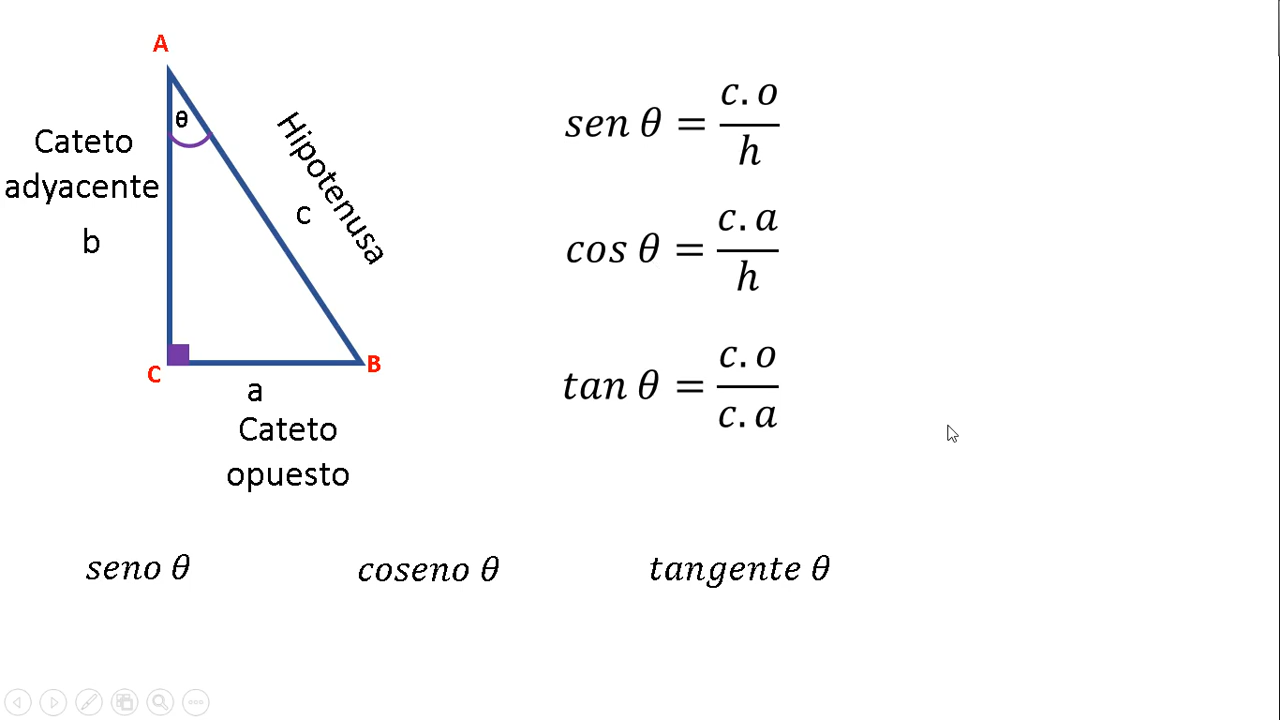 A
θ
Cateto
adyacente
b
Hipotenusa
c
C
B
a
Cateto
opuesto
sen θ = c.o / h
cos θ = c.a / h
tan θ = c.o / c.a
seno θ
coseno θ
tangente θ